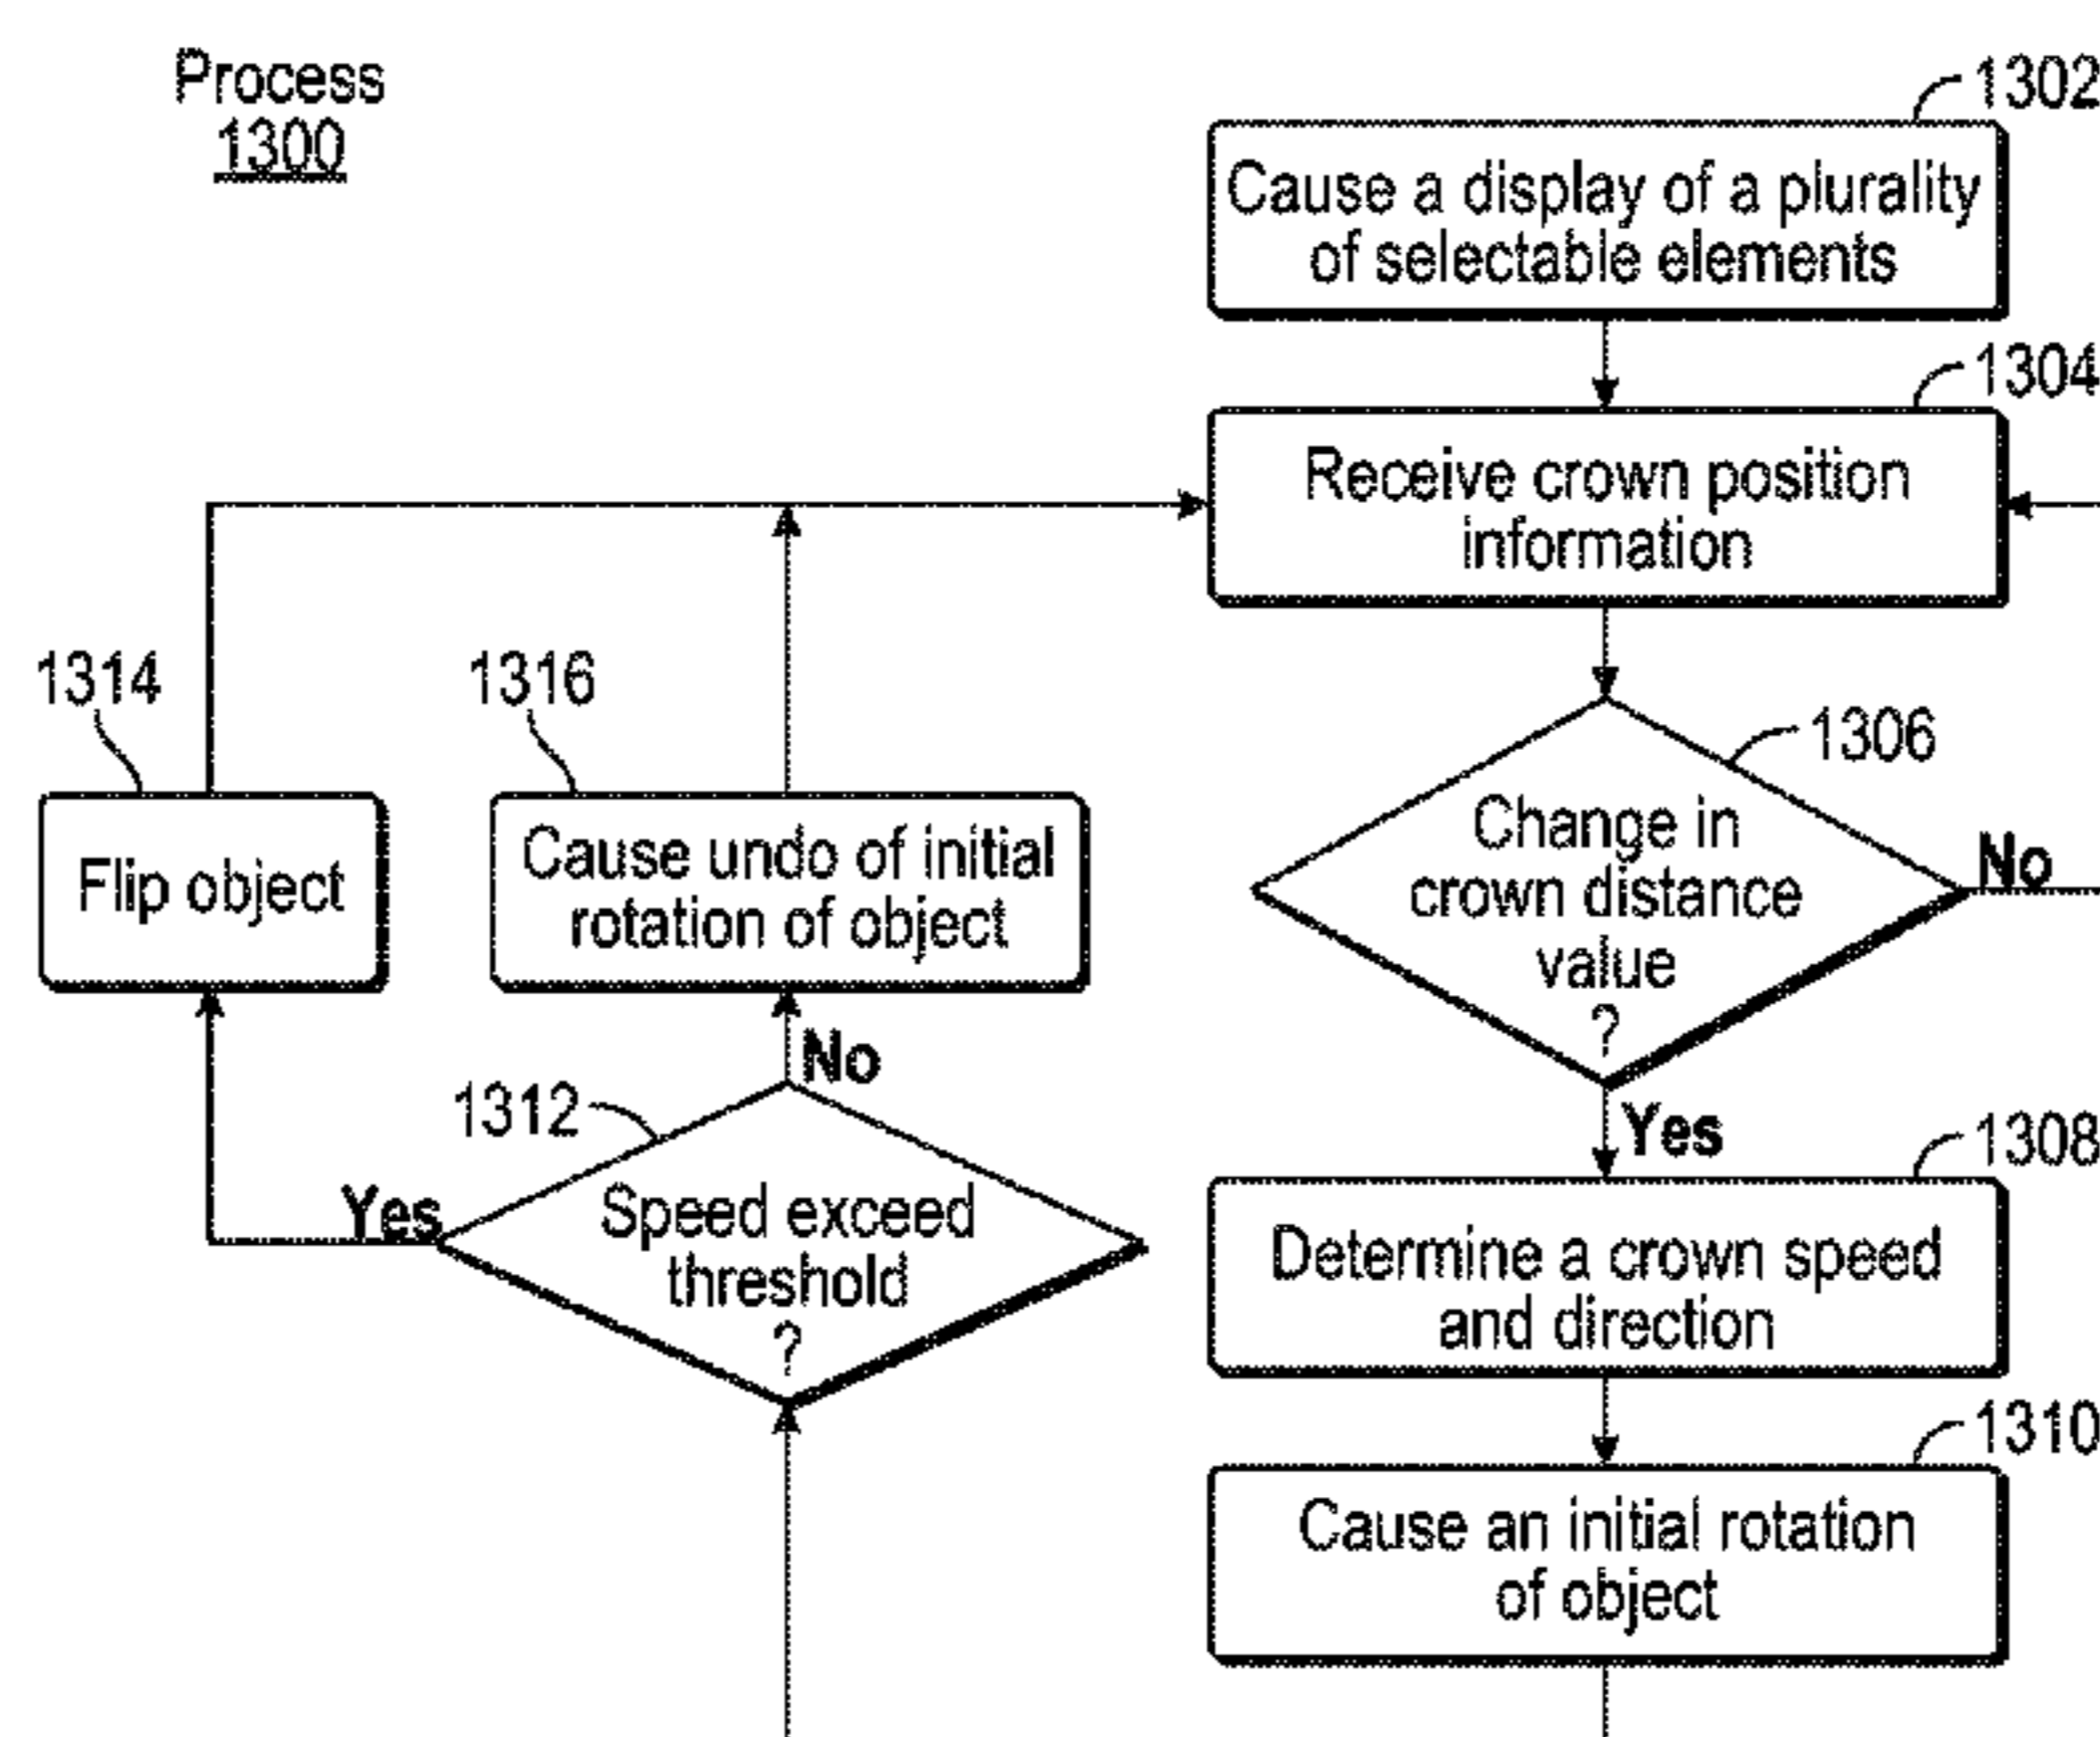 Process
1300
1302
Cause a display of a plurality
of selectable elements
1304
Receive crown position
information
1306
Change in
crown distance
value
?
No
Yes
1308
Determine a crown speed
and direction
1310
Cause an initial rotation
of object
1312
Speed exceed
threshold
?
Yes
No
1314
Flip object
1316
Cause undo of initial
rotation of object